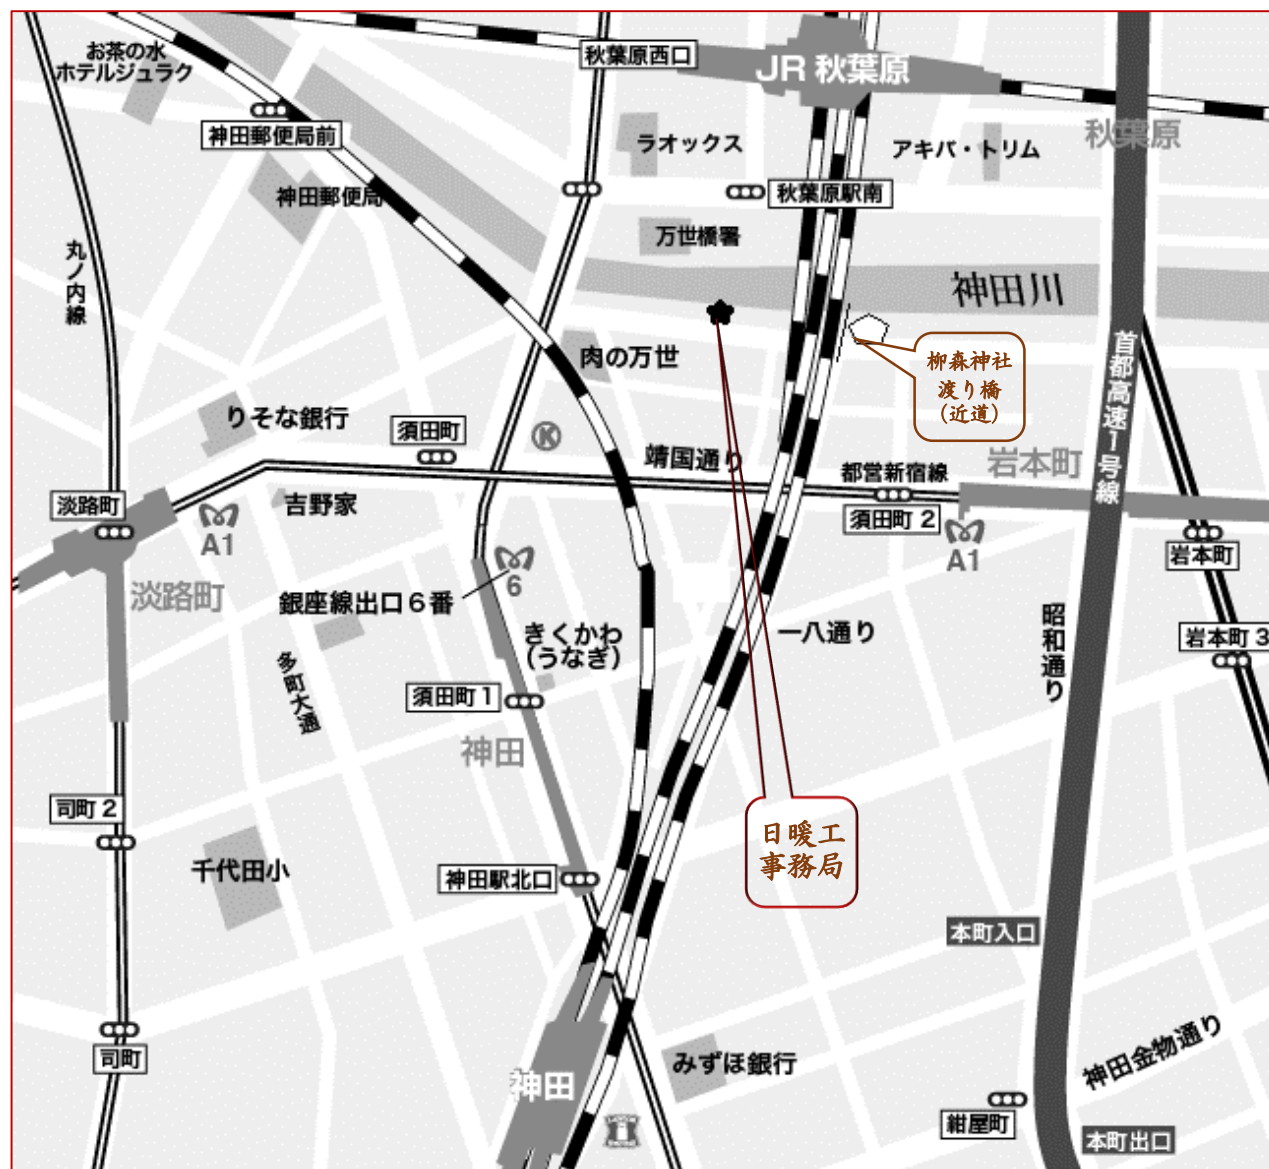 お茶の水
ホテルジュラク
秋葉原西口
JR 秋葉原
神田郵便局前
ラオックス
アキバ・トリム
秋葉原
神田郵便局
秋葉原駅南
万世橋署
丸ノ内線
神田川
肉の万世
柳森神社
渡り橋
(近道)
首都高速1号線
りそな銀行
須田町
K
靖国通り
都営新宿線
岩本町
淡路町
吉野家
A1
須田町 2
A1
岩本町
淡路町
6
銀座線出口6番
きくかわ
(うなぎ)
一八通り
昭和通り
岩本町 3
多町大通
須田町 1
神田
司町 2
日暖工
事務局
千代田小
神田駅北口
本町入口
司町
みずほ銀行
神田金物通り
神田
紺屋町
本町出口